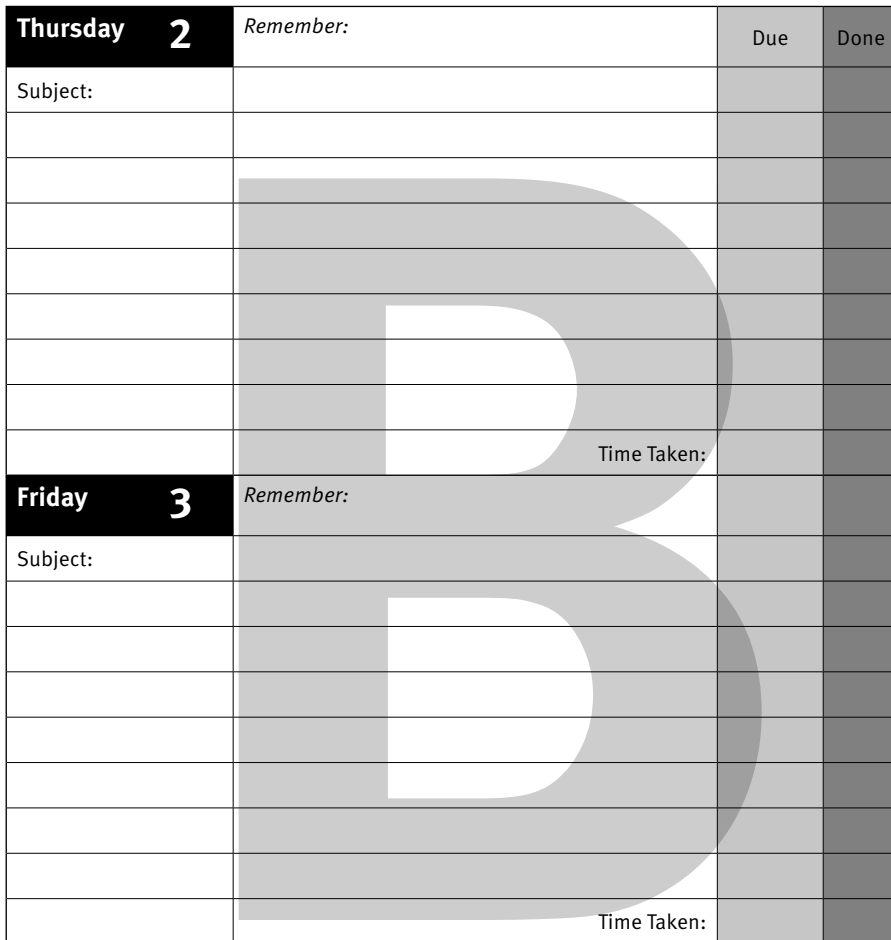 Thursday 2 Remember: Due Done
Subject:
Time Taken:
Friday 3 Remember:
Subject:
Time Taken:
B